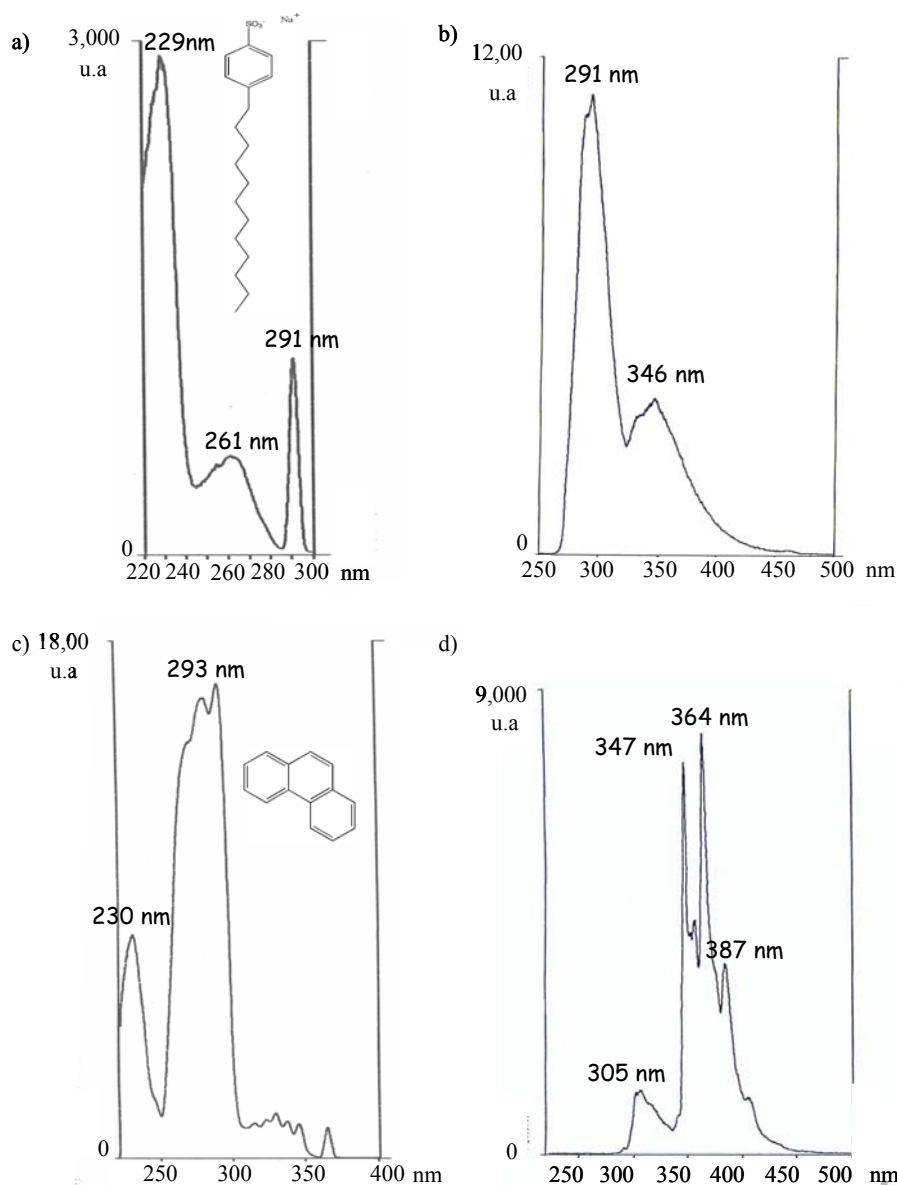 a)
3,000
u.a
229nm
SO3- Na+
261 nm
291 nm
0
220 240 260 280 300 nm
b)
12,00
u.a
291 nm
346 nm
0
250 300 350 400 450 500 nm
c) 18,00
u.a
293 nm
230 nm
0
250 300 350 400 nm
d)
9,000
u.a
364 nm
347 nm
387 nm
305 nm
0
250 300 350 400 450 500 nm